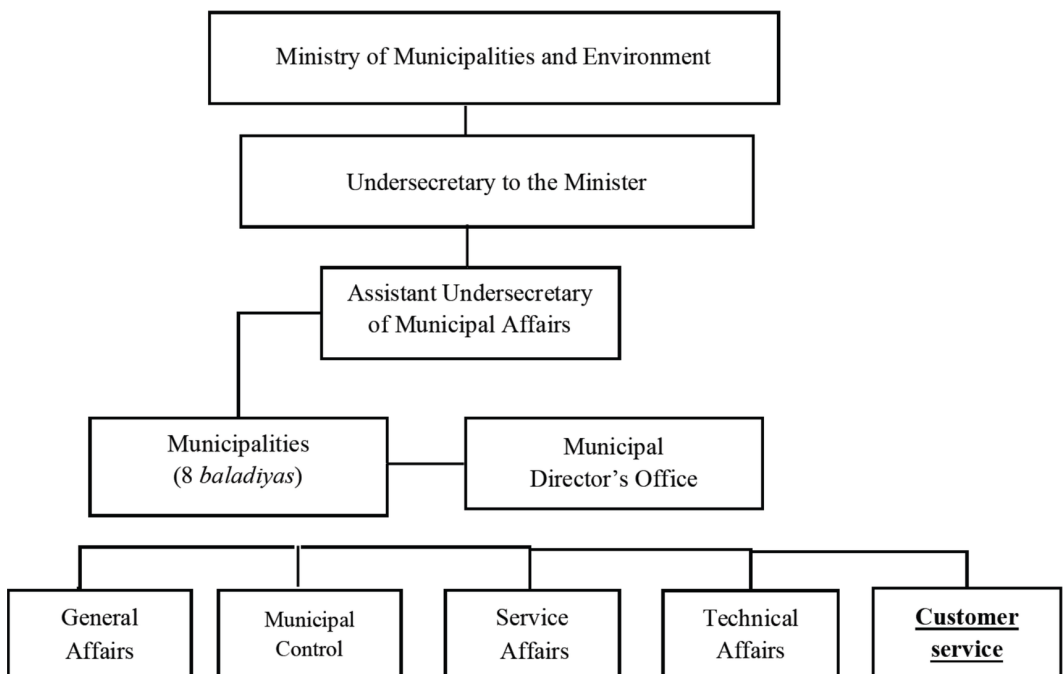 Ministry of Municipalities and Environment
Undersecretary to the Minister
Assistant Undersecretary
of Municipal Affairs
Municipalities
(8 baladiyas)
Municipal
Director’s Office
General
Affairs
Municipal
Control
Service
Affairs
Technical
Affairs
Customer
service